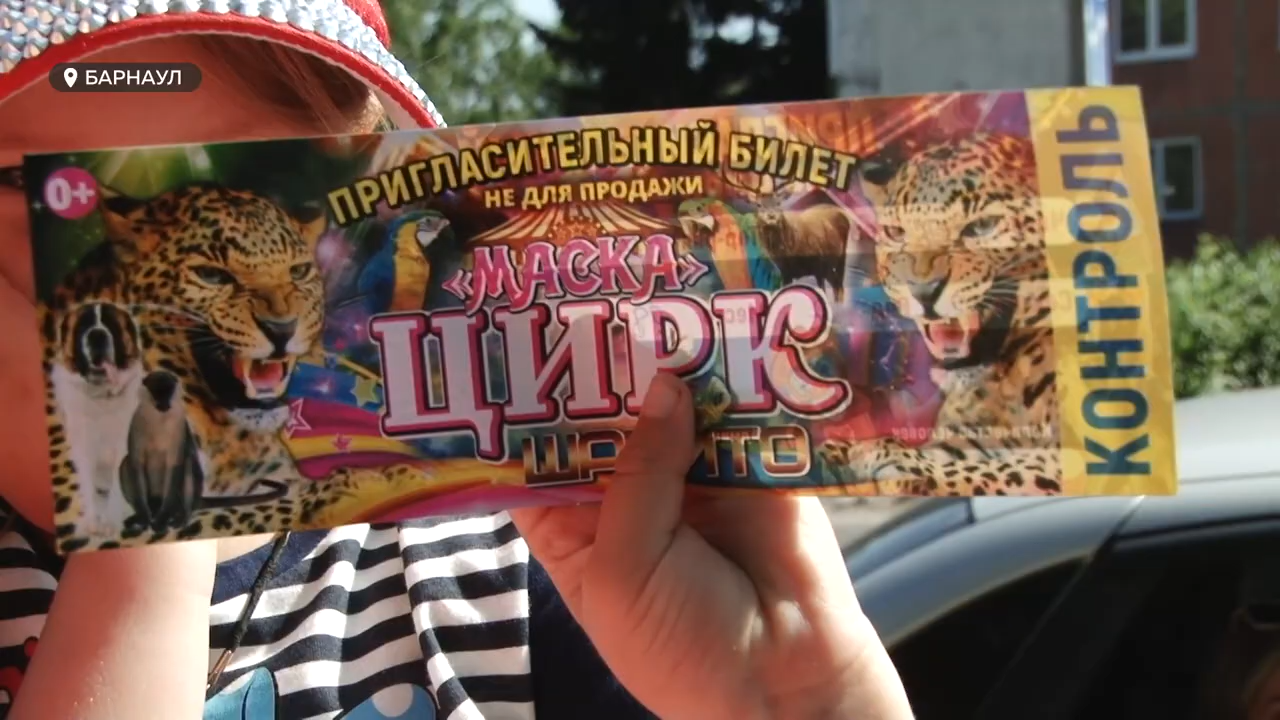 БАРНАУЛ
0+
ПРИГЛАСИТЕЛЬНЫЙ БИЛЕТ
НЕ ДЛЯ ПРОДАЖИ
«МАСКА»
ЦИРК
КОНТРОЛЬ